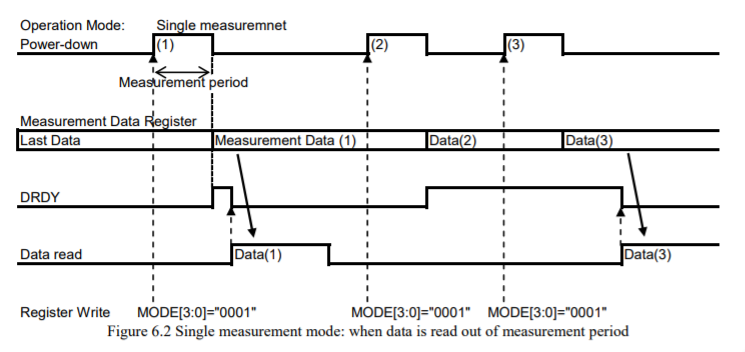 Operation Mode: Single measuremnet
Power-down (1) (2) (3)
Measurement period
Measurement Data Register
Last Data Measurement Data (1) Data(2) Data(3)
DRDY
Data read Data(1) Data(3)
Register Write MODE[3:0]="0001" MODE[3:0]="0001" MODE[3:0]="0001"
Figure 6.2 Single measurement mode: when data is read out of measurement period